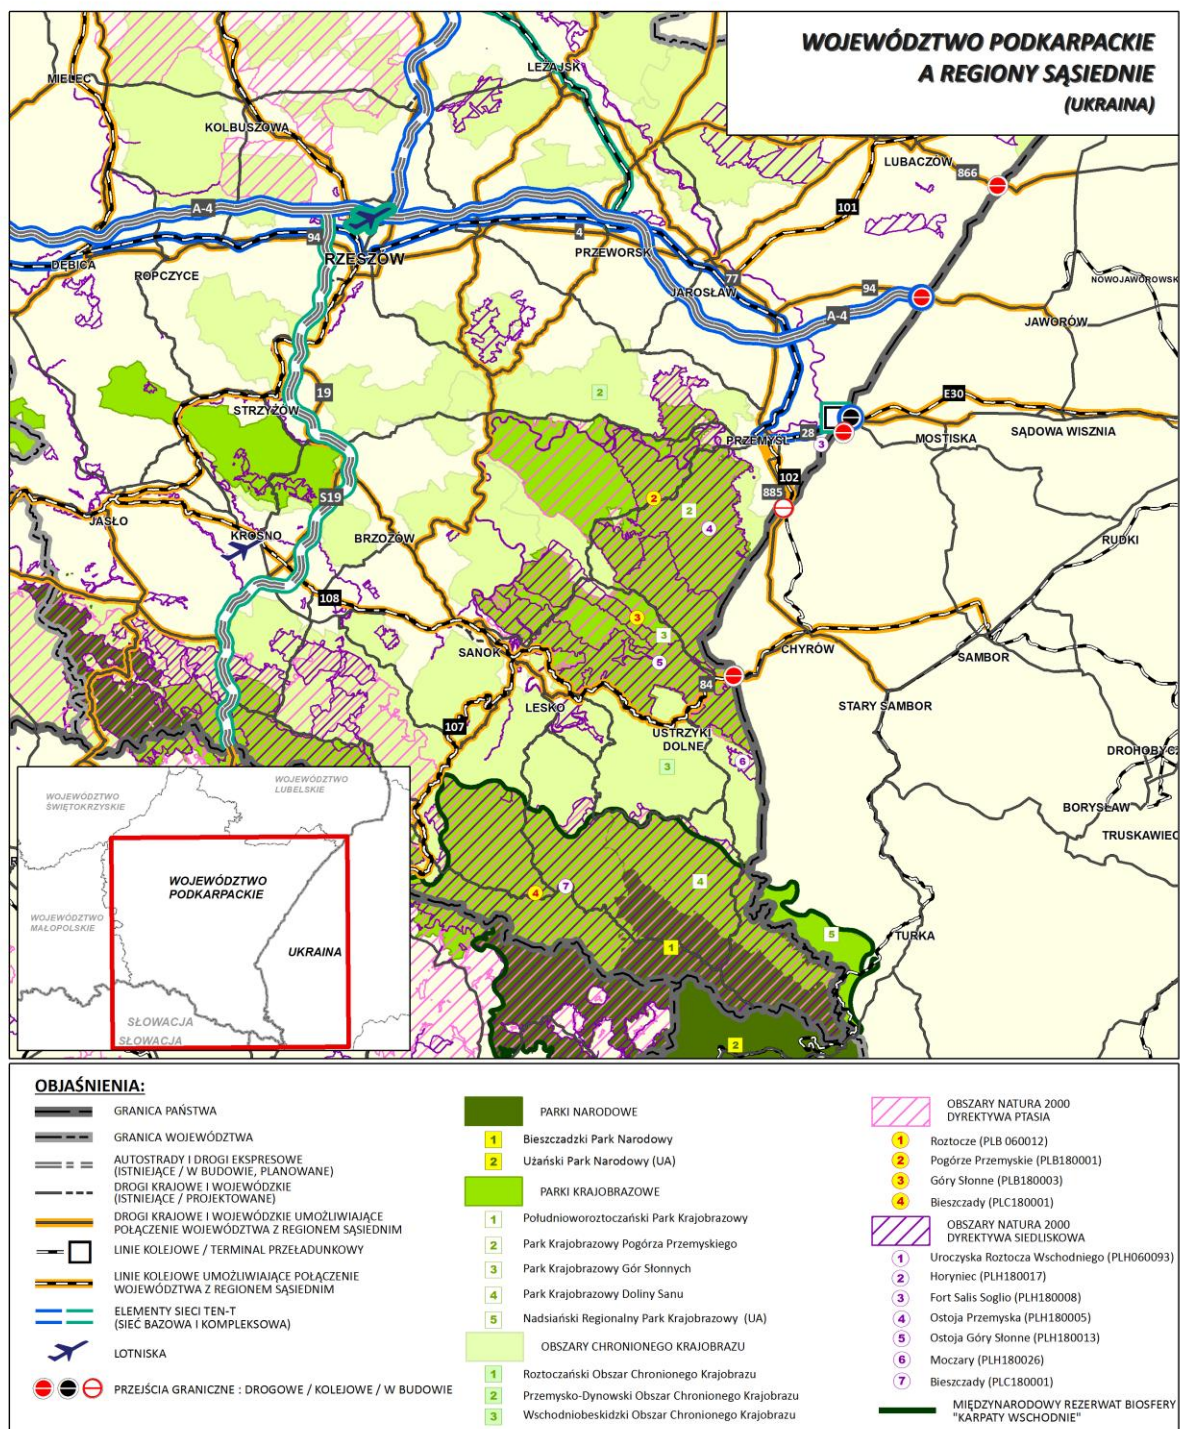 WOJEWÓDZTWO PODKARPACKIE
A REGIONY SĄSIEDNIE
(UKRAINA)
MIELEC
LEŻAJSK
KOLBUSZOWA
LUBACZÓW
866
A-4
101
94
4
DĘBICA
ROPCZYCE
RZESZÓW
PRZEWORSK
77
JAROSŁAW
94
NOWOJAWOROWSK
A-4
JAWORÓW
19
STRZYŻÓW
2
E30
28
PRZEMYŚL
3
MOSTISKA
SĄDOWA WISZNIA
102
S19
885
2
2
4
JASŁO
KROSNO
BRZOZÓW
RUDKI
108
3
3
SANOK
CHYRÓW
SAMBOR
5
84
LESKO
STARY SAMBOR
107
USTRZYKI
DOLNE
6
3
DROHOBYCZ
BORYSŁAW
TRUSKAWIEC
4
7
4
5
TURKA
1
2
WOJEWÓDZTWO
ŚWIĘTOKRZYSKIE
WOJEWÓDZTWO
LUBELSKIE
WOJEWÓDZTWO
PODKARPACKIE
WOJEWÓDZTWO
MAŁOPOLSKIE
UKRAINA
SŁOWACJA
SŁOWACJA
OBJAŚNIENIA:
GRANICA PAŃSTWA
GRANICA WOJEWÓDZTWA
AUTOSTRADY I DROGI EKSPRESOWE
(ISTNIEJĄCE / W BUDOWIE, PLANOWANE)
DROGI KRAJOWE I WOJEWÓDZKIE
(ISTNIEJĄCE / PROJEKTOWANE)
DROGI KRAJOWE I WOJEWÓDZKIE UMOŻLIWIAJĄCE
POŁĄCZENIE WOJEWÓDZTWA Z REGIONEM SĄSIEDNIM
LINIE KOLEJOWE / TERMINAL PRZEŁADUNKOWY
LINIE KOLEJOWE UMOŻLIWIAJĄCE POŁĄCZENIE
WOJEWÓDZTWA Z REGIONEM SĄSIEDNIM
ELEMENTY SIECI TEN-T
(SIEĆ BAZOWA I KOMPLEKSOWA)
LOTNISKA
PRZEJŚCIA GRANICZNE : DROGOWE / KOLEJOWE / W BUDOWIE
PARKI NARODOWE
1 Bieszczadzki Park Narodowy
2 Użański Park Narodowy (UA)
PARKI KRAJOBRAZOWE
1 Południoworoztoczański Park Krajobrazowy
2 Park Krajobrazowy Pogórza Przemyskiego
3 Park Krajobrazowy Gór Słonnych
4 Park Krajobrazowy Doliny Sanu
5 Nadsiański Regionalny Park Krajobrazowy (UA)
OBSZARY CHRONIONEGO KRAJOBRAZU
1 Roztoczański Obszar Chronionego Krajobrazu
2 Przemysko-Dynowski Obszar Chronionego Krajobrazu
3 Wschodniobeskidzki Obszar Chronionego Krajobrazu
OBSZARY NATURA 2000
DYREKTYWA PTASIA
1 Roztocze (PLB 060012)
2 Pogórze Przemyskie (PLB180001)
3 Góry Słonne (PLB180003)
4 Bieszczady (PLC180001)
OBSZARY NATURA 2000
DYREKTYWA SIEDLISKOWA
1 Uroczyska Roztocza Wschodniego (PLH060093)
2 Horyniec (PLH180017)
3 Fort Salis Soglio (PLH180008)
4 Ostoja Przemyska (PLH180005)
5 Ostoja Góry Słonne (PLH180013)
6 Moczary (PLH180026)
7 Bieszczady (PLC180001)
MIĘDZYNARODOWY REZERWAT BIOSFERY
"KARPATY WSCHODNIE"